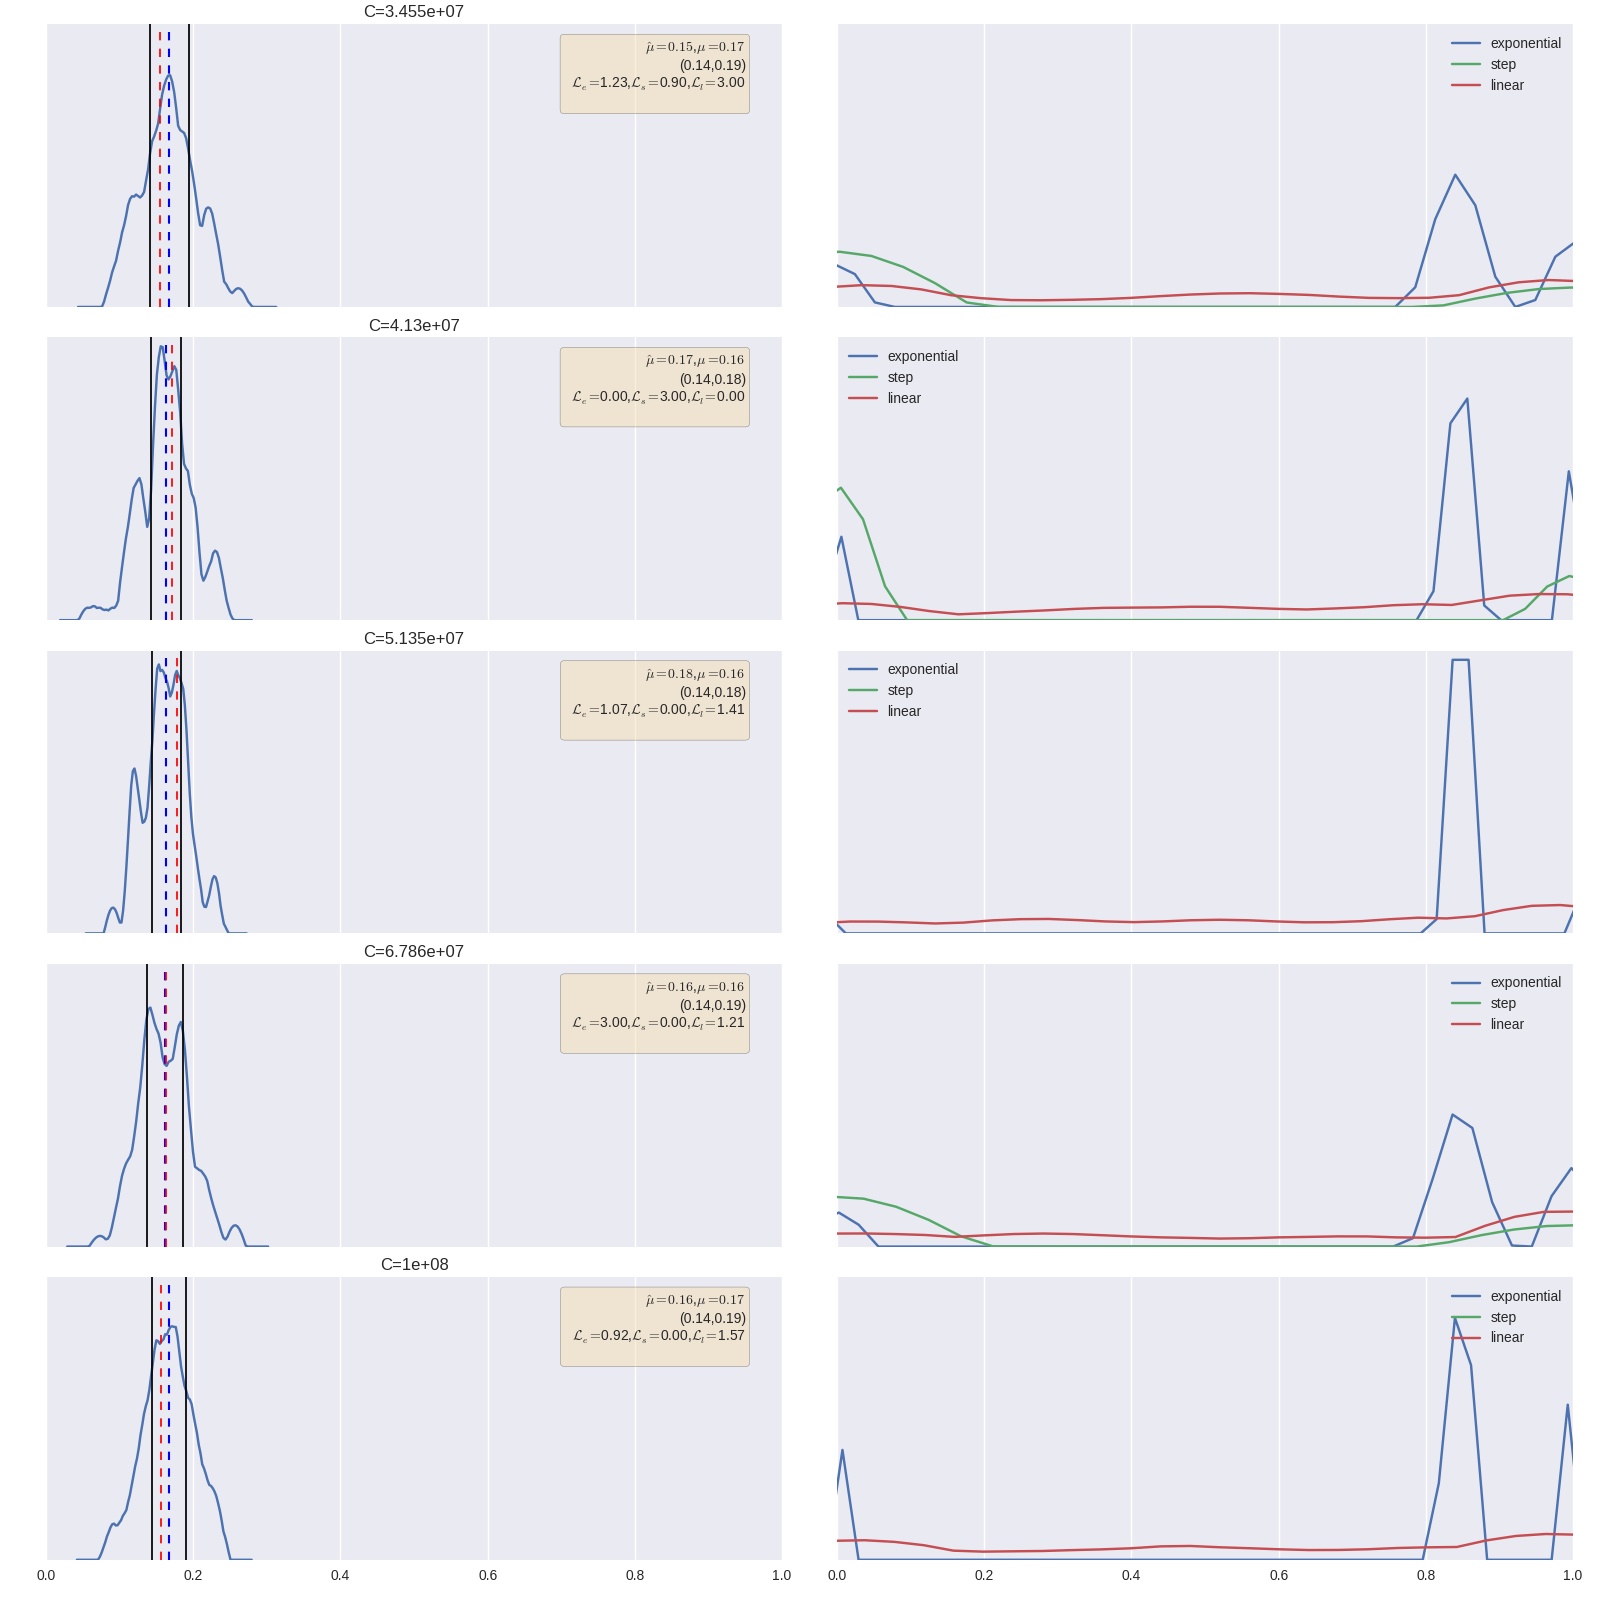 C=3.455e+07
μ̂=0.15,μ=0.17
(0.14,0.19)
ℒₑ=1.23,ℒₛ=0.90,ℒₗ=3.00
exponential
step
linear
C=4.13e+07
μ̂=0.17,μ=0.16
(0.14,0.18)
ℒₑ=0.00,ℒₛ=3.00,ℒₗ=0.00
exponential
step
linear
C=5.135e+07
μ̂=0.18,μ=0.16
(0.14,0.18)
ℒₑ=1.07,ℒₛ=0.00,ℒₗ=1.41
exponential
step
linear
C=6.786e+07
μ̂=0.16,μ=0.16
(0.14,0.19)
ℒₑ=3.00,ℒₛ=0.00,ℒₗ=1.21
exponential
step
linear
C=1e+08
μ̂=0.16,μ=0.17
(0.14,0.19)
ℒₑ=0.92,ℒₛ=0.00,ℒₗ=1.57
exponential
step
linear
0.0 0.2 0.4 0.6 0.8 1.0
0.0 0.2 0.4 0.6 0.8 1.0